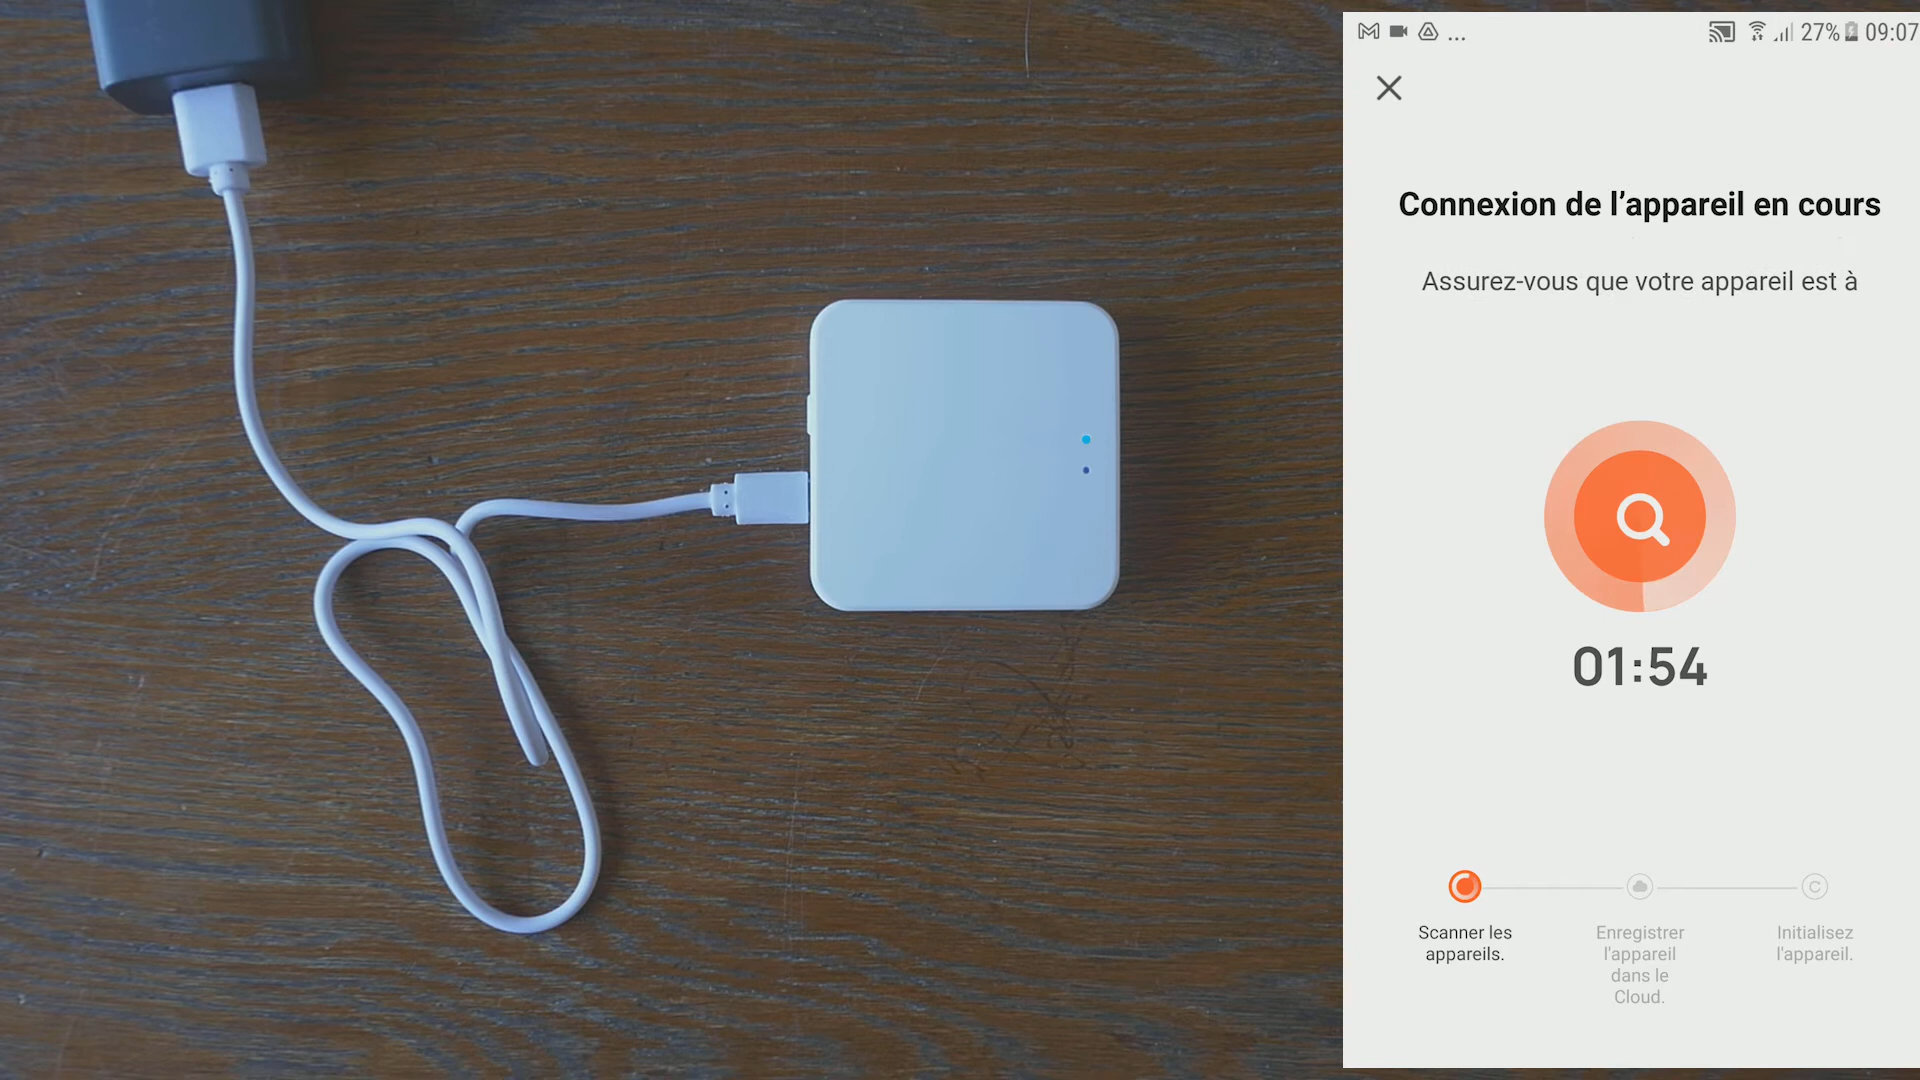 ... 27% 09:07
Connexion de l’appareil en cours
Assurez-vous que votre appareil est à
01:54
Scanner les
appareils.
Enregistrer
l'appareil
dans le
Cloud.
Initialisez
l'appareil.